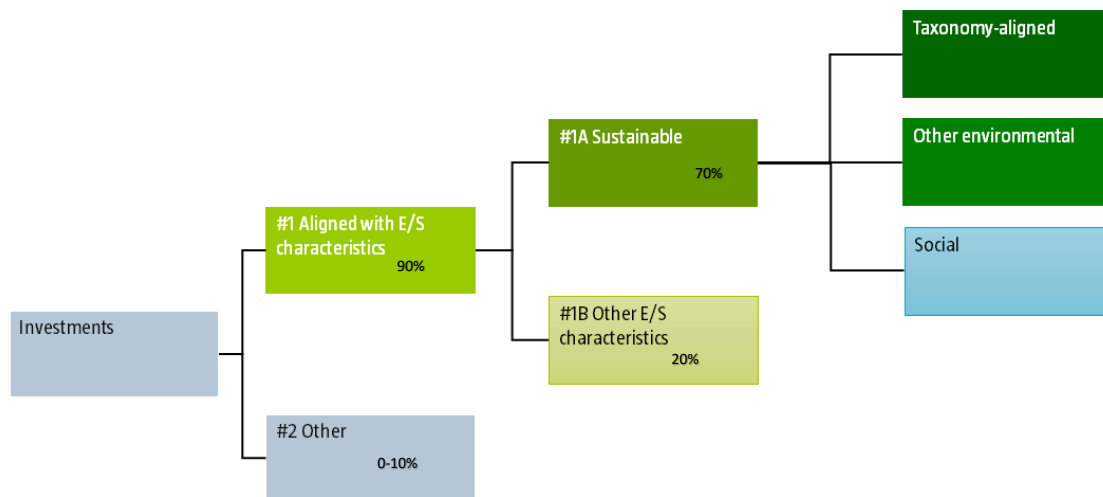 Investments
#1 Aligned with E/S
characteristics
90%
#2 Other
0-10%
#1A Sustainable
70%
#1B Other E/S
characteristics
20%
Taxonomy-aligned
Other environmental
Social